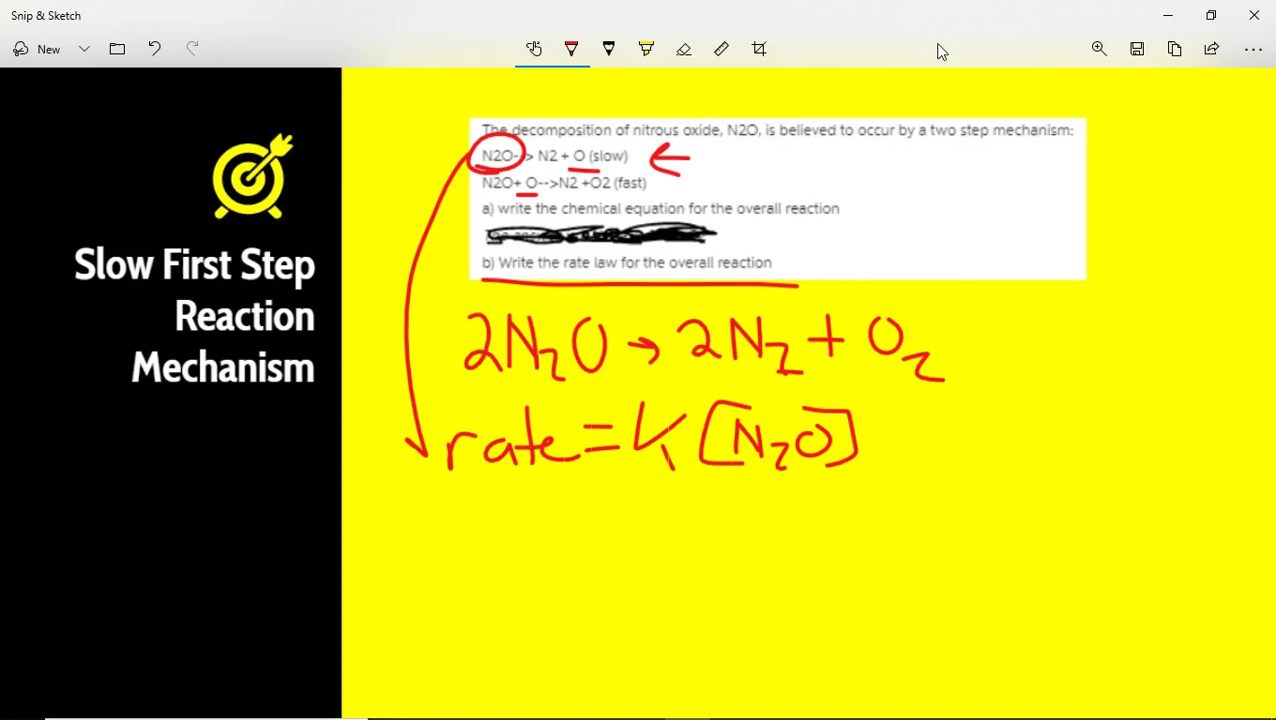 Snip & Sketch
New
Slow First Step
Reaction
Mechanism
The decomposition of nitrous oxide, N2O, is believed to occur by a two step mechanism:
N2O--> N2 + O (slow)
N2O+ O-->N2 +O2 (fast)
a) write the chemical equation for the overall reaction
b) Write the rate law for the overall reaction
2N₂O → 2N₂ + O₂
rate = K [N₂O]